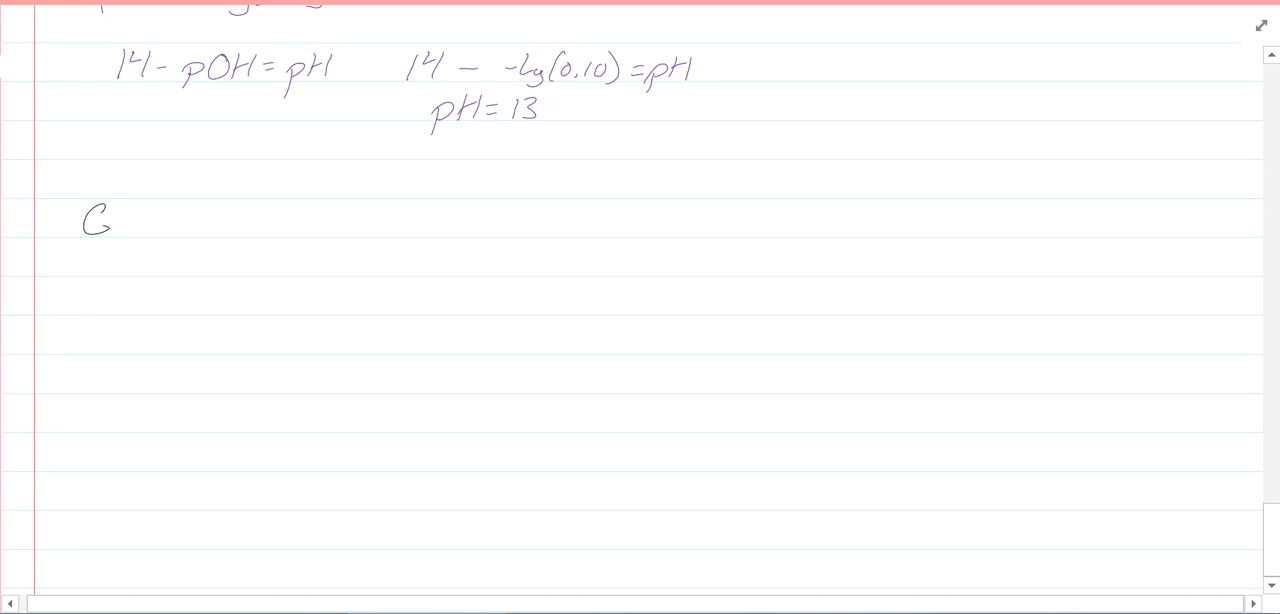 14 - pOH = pH 14 - -log(0.10) = pH
pH = 13
C